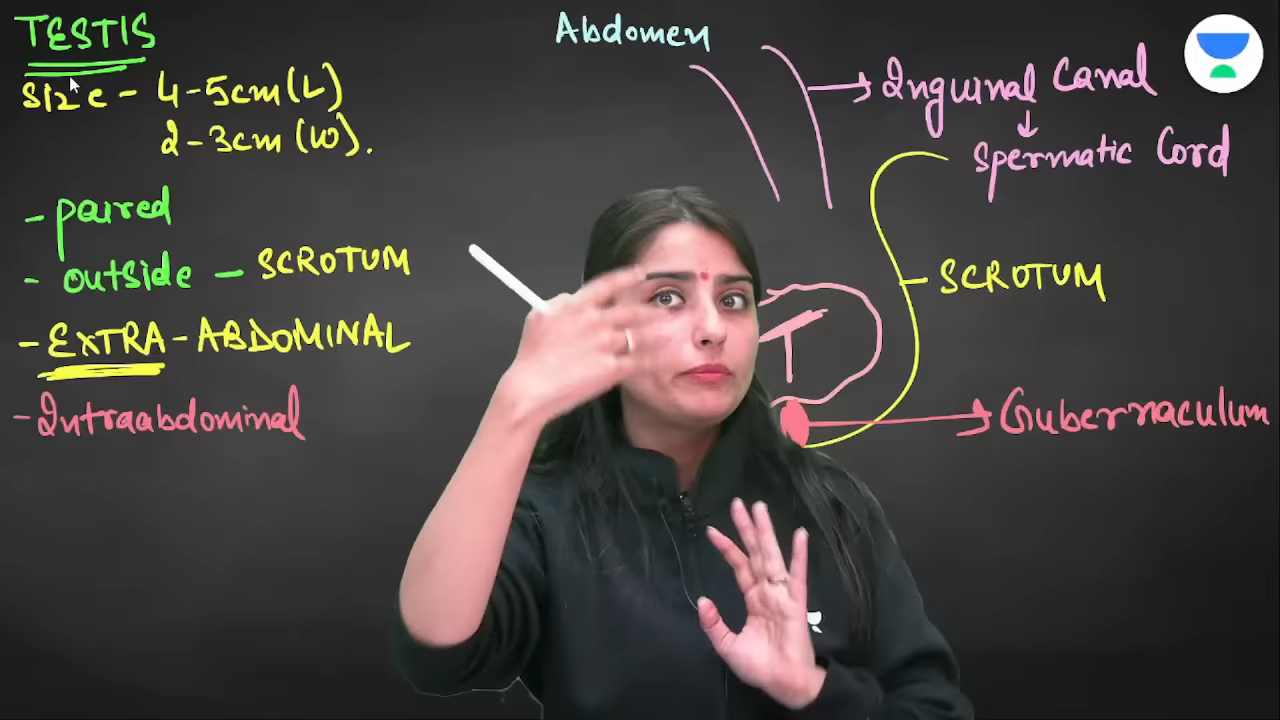 TESTIS
Size - 4-5cm (L)
2-3cm (W).
- paired
- outside - SCROTUM
- EXTRA-ABDOMINAL
- Intraabdominal
Abdomen
Inguinal Canal
Spermatic Cord
SCROTUM
T
Gubernaculum